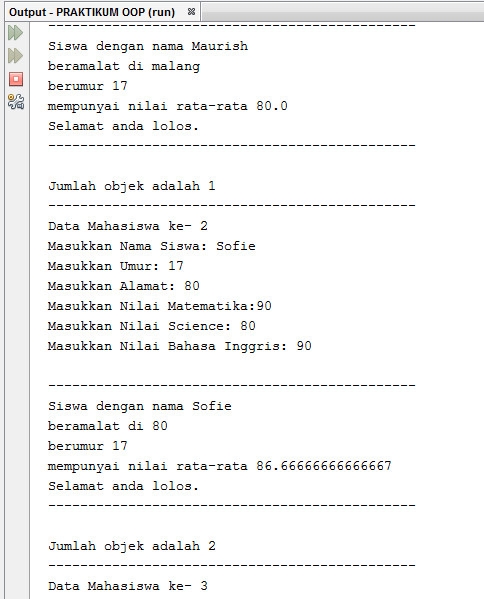 Output - PRAKTIKUM OOP (run)
----------------------------------------------
Siswa dengan nama Maurish
beramalat di malang
berumur 17
mempunyai nilai rata-rata 80.0
Selamat anda lolos.
----------------------------------------------
Jumlah objek adalah 1
----------------------------------------------
Data Mahasiswa ke- 2
Masukkan Nama Siswa: Sofie
Masukkan Umur: 17
Masukkan Alamat: 80
Masukkan Nilai Matematika:90
Masukkan Nilai Science: 80
Masukkan Nilai Bahasa Inggris: 90
----------------------------------------------
Siswa dengan nama Sofie
beramalat di 80
berumur 17
mempunyai nilai rata-rata 86.66666666666667
Selamat anda lolos.
----------------------------------------------
Jumlah objek adalah 2
----------------------------------------------
Data Mahasiswa ke- 3